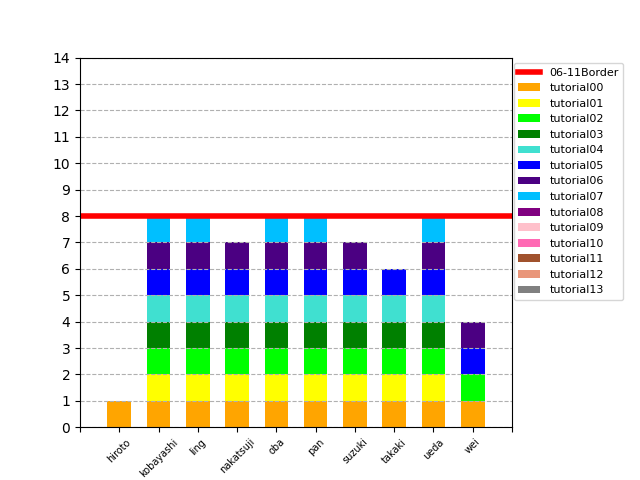 14
13
12
11
10
9
8
7
6
5
4
3
2
1
0
hiroto
kobayashi
ling
nakatsuji
oba
pan
suzuki
takaki
ueda
wei
06-11Border
tutorial00
tutorial01
tutorial02
tutorial03
tutorial04
tutorial05
tutorial06
tutorial07
tutorial08
tutorial09
tutorial10
tutorial11
tutorial12
tutorial13